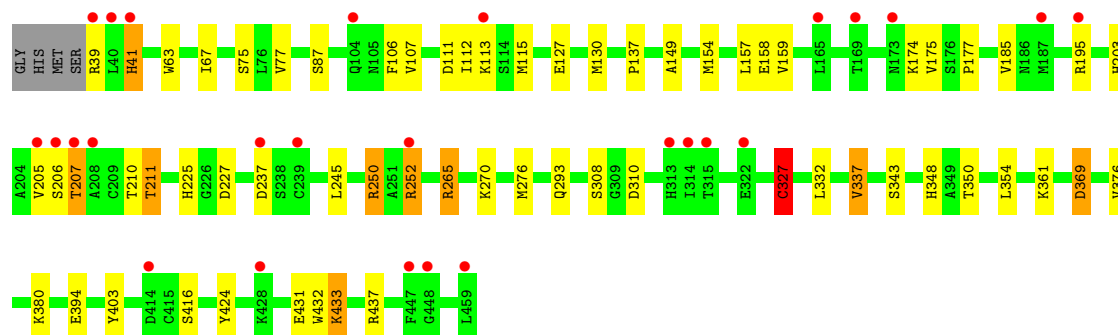 GLY HIS MET SER R39 L40 H41 W63 I67 S75 L76 V77 S87 Q104 N105 F106 V107 D111 I112 K113 S114 M115 E127 M130 P137 A149 M154 L157 E158 V159 L165 T169 N173 K174 V175 S176 P177 V185 N186 M187 R195 H203
A204 V205 S206 T207 A208 C209 T210 T211 H225 G226 D227 D237 S238 C239 L245 R250 A251 R252 R265 K270 M276 Q293 S308 G309 D310 H313 I314 T315 E322 C327 L332 V337 S343 H348 A349 T350 L354 K361 D369
K380 E394 Y403 D414 C415 S416 Y424 K428 E431 W432 K433 R437 F447 G448 L459